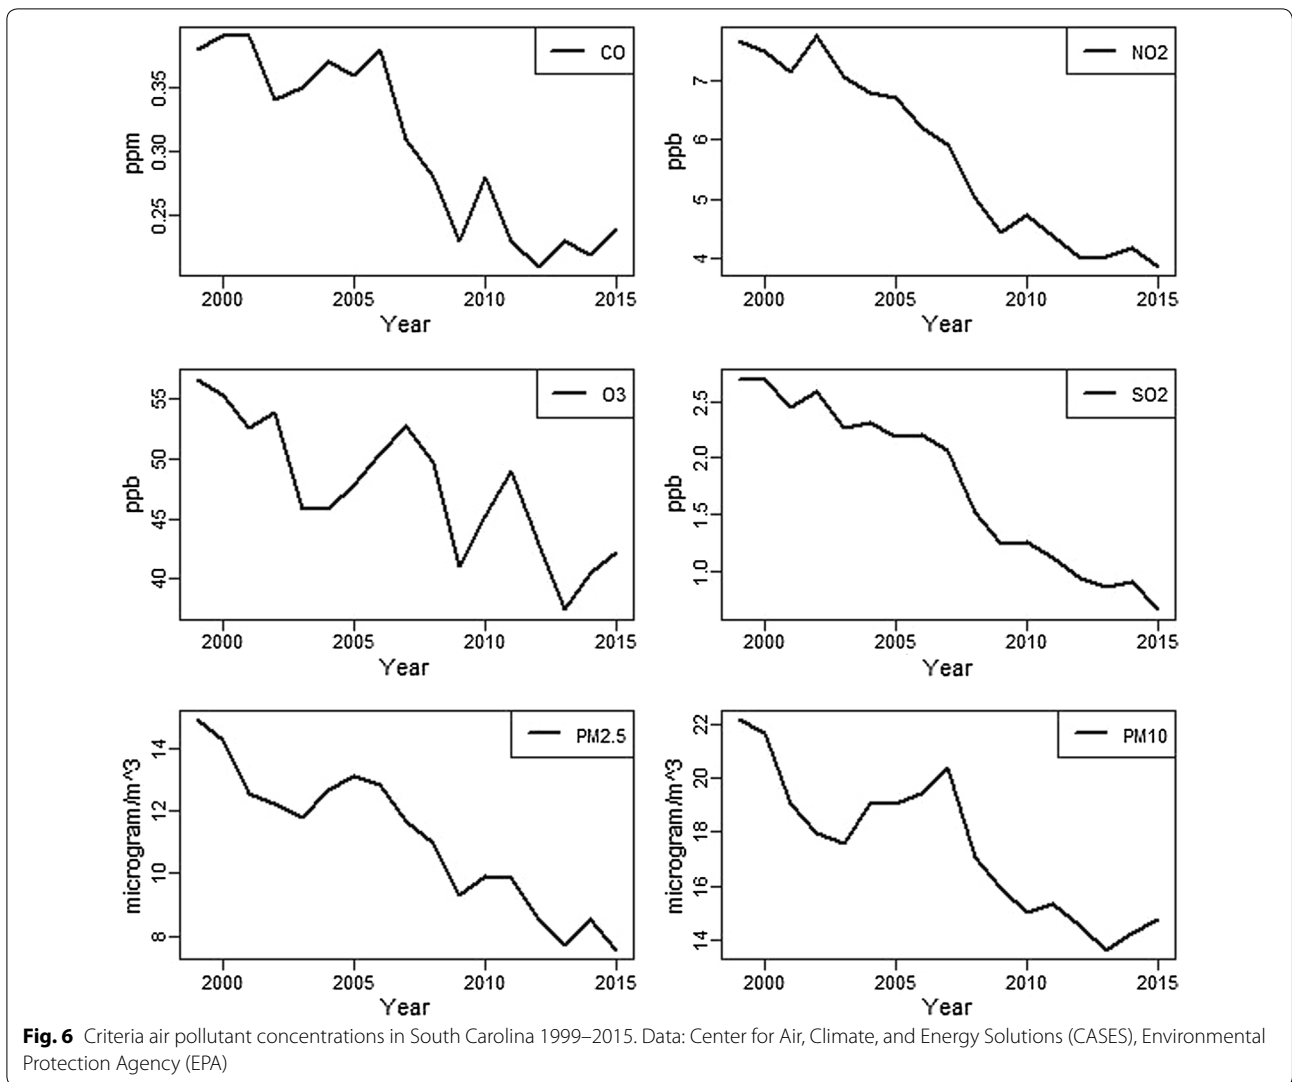 CO
ppm
0.35
0.30
0.25
2000 2005 2010 2015
Year
NO2
ppb
7
6
5
4
2000 2005 2010 2015
Year
O3
ppb
55
50
45
40
2000 2005 2010 2015
Year
SO2
ppb
2.5
2.0
1.5
1.0
2000 2005 2010 2015
Year
PM2.5
microgram/m^3
14
12
10
8
2000 2005 2010 2015
Year
PM10
microgram/m^3
22
20
18
16
14
2000 2005 2010 2015
Year
Fig. 6 Criteria air pollutant concentrations in South Carolina 1999–2015. Data: Center for Air, Climate, and Energy Solutions (CASES), Environmental
Protection Agency (EPA)